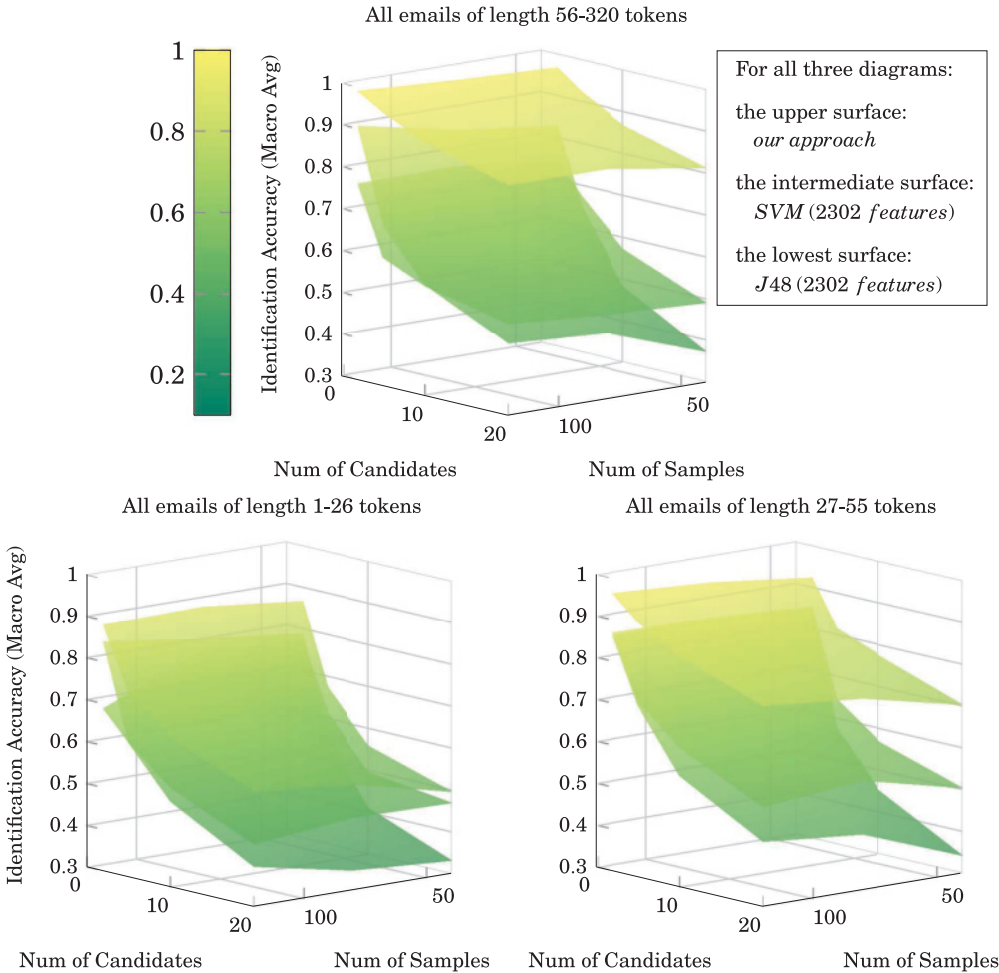 All emails of length 56-320 tokens
1
0.8
0.6
0.4
0.2
Identification Accuracy (Macro Avg)
1
0.9
0.8
0.7
0.6
0.5
0.4
0.3
0
10
20
100
50
Num of Candidates
Num of Samples
For all three diagrams:
the upper surface:
our approach
the intermediate surface:
SVM (2302 features)
the lowest surface:
J48 (2302 features)
All emails of length 1-26 tokens
Identification Accuracy (Macro Avg)
1
0.9
0.8
0.7
0.6
0.5
0.4
0.3
0
10
20
100
50
Num of Candidates
Num of Samples
All emails of length 27-55 tokens
1
0.9
0.8
0.7
0.6
0.5
0.4
0.3
0
10
20
100
50
Num of Candidates
Num of Samples